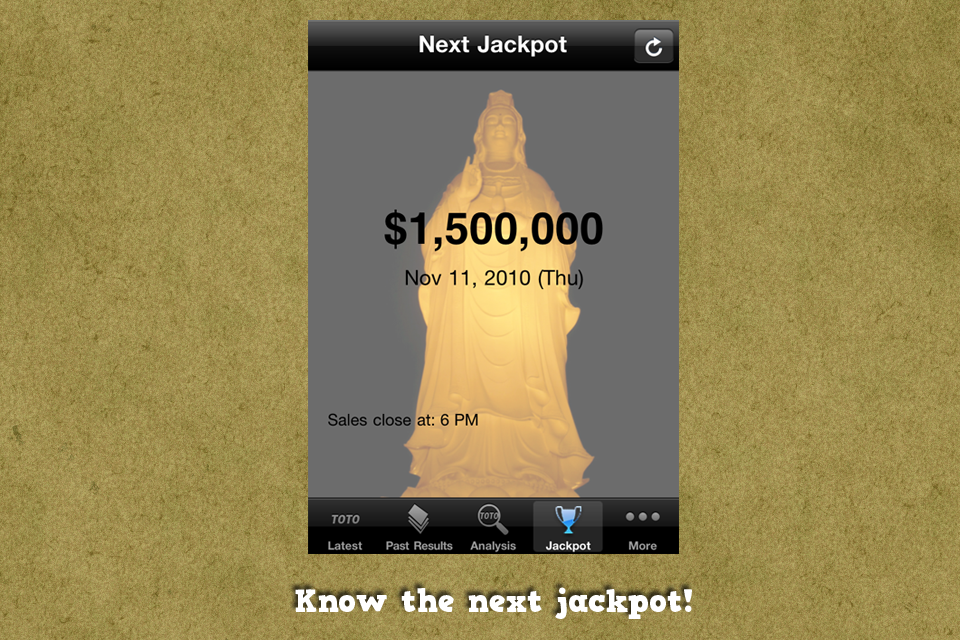 Next Jackpot
$1,500,000
Nov 11, 2010 (Thu)
Sales close at: 6 PM
TOTO
TOTO
Latest
Past Results
Analysis
Jackpot
More
Know the next jackpot!